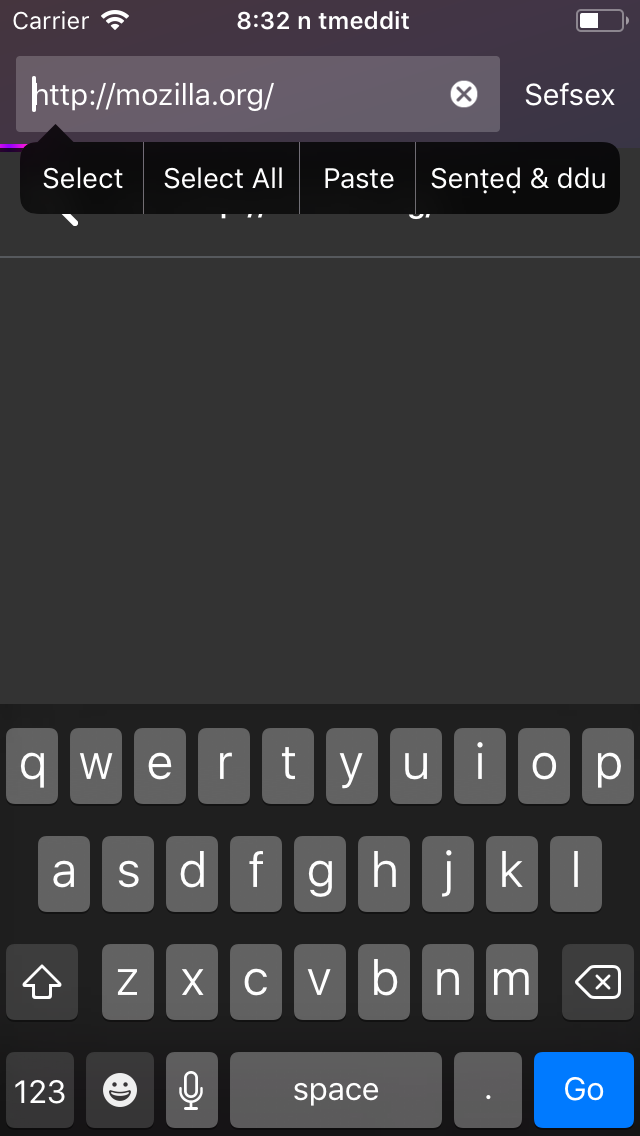 Carrier 8:32 n tmeddit
http://mozilla.org/ Sefsex
Select Select All Paste Senṭeḍ & ddu
q w e r t y u i o p
a s d f g h j k l
z x c v b n m
123 space . Go